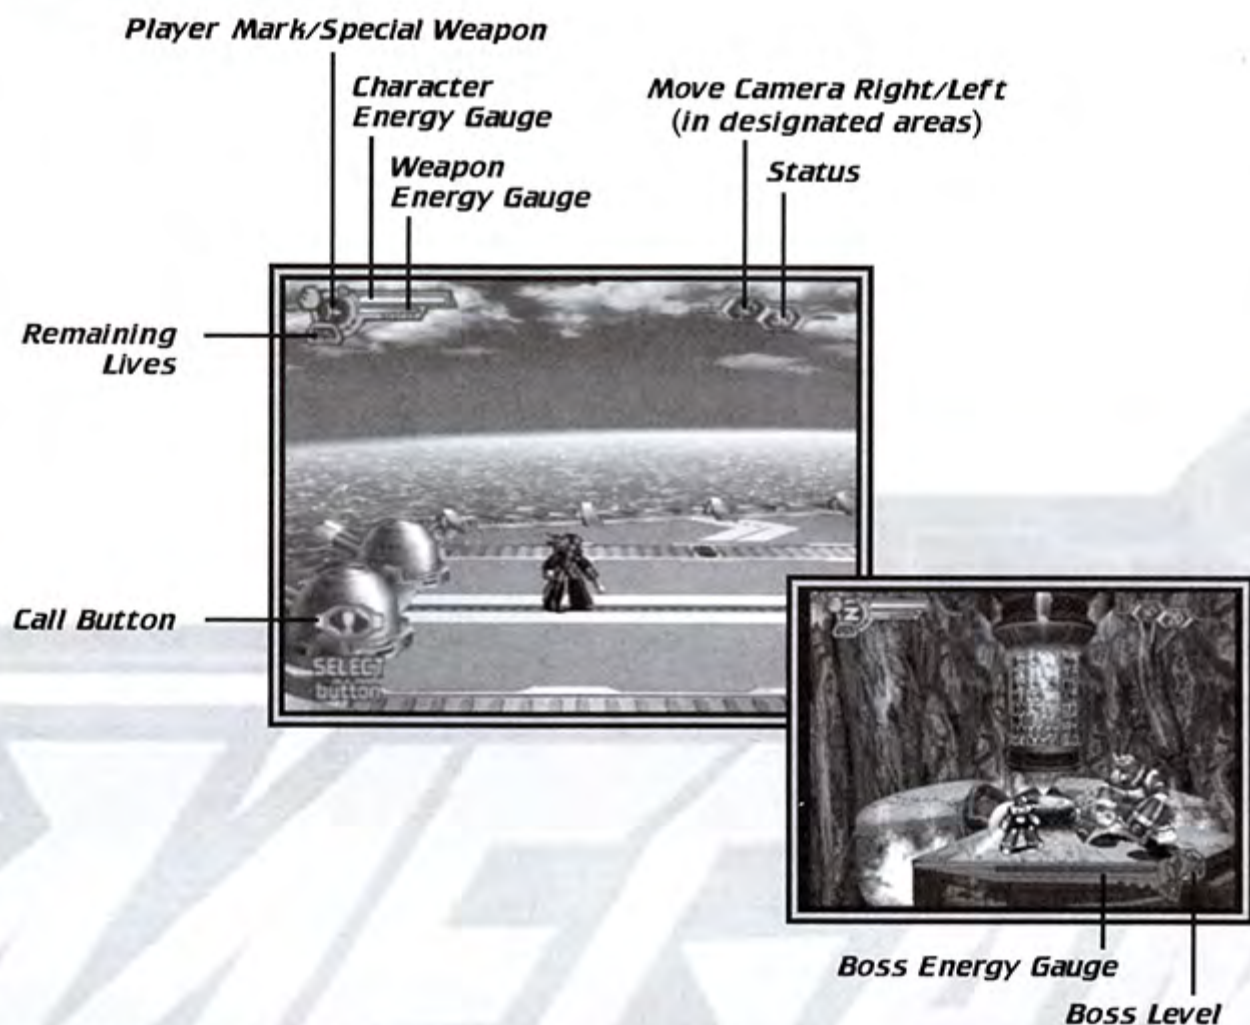 Player Mark/Special Weapon
Character
Energy Gauge
Weapon
Energy Gauge
Move Camera Right/Left
(in designated areas)
Status
Remaining
Lives
Call Button
SELECT
button
Boss Energy Gauge
Boss Level